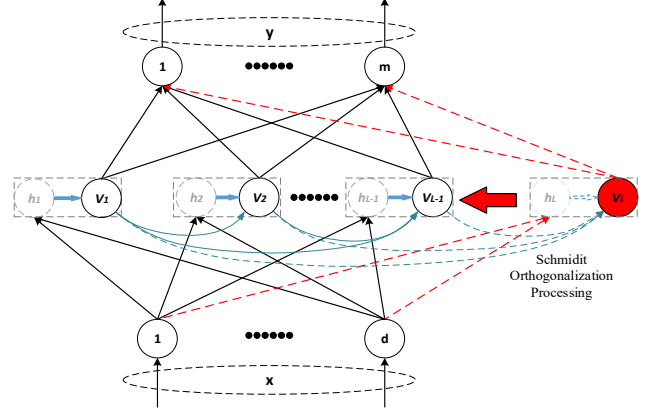 y
1 m
h1 V1 h2 V2 hL-1 VL-1 hL VL
Schmidit
Orthogonalization
Processing
1 d
x